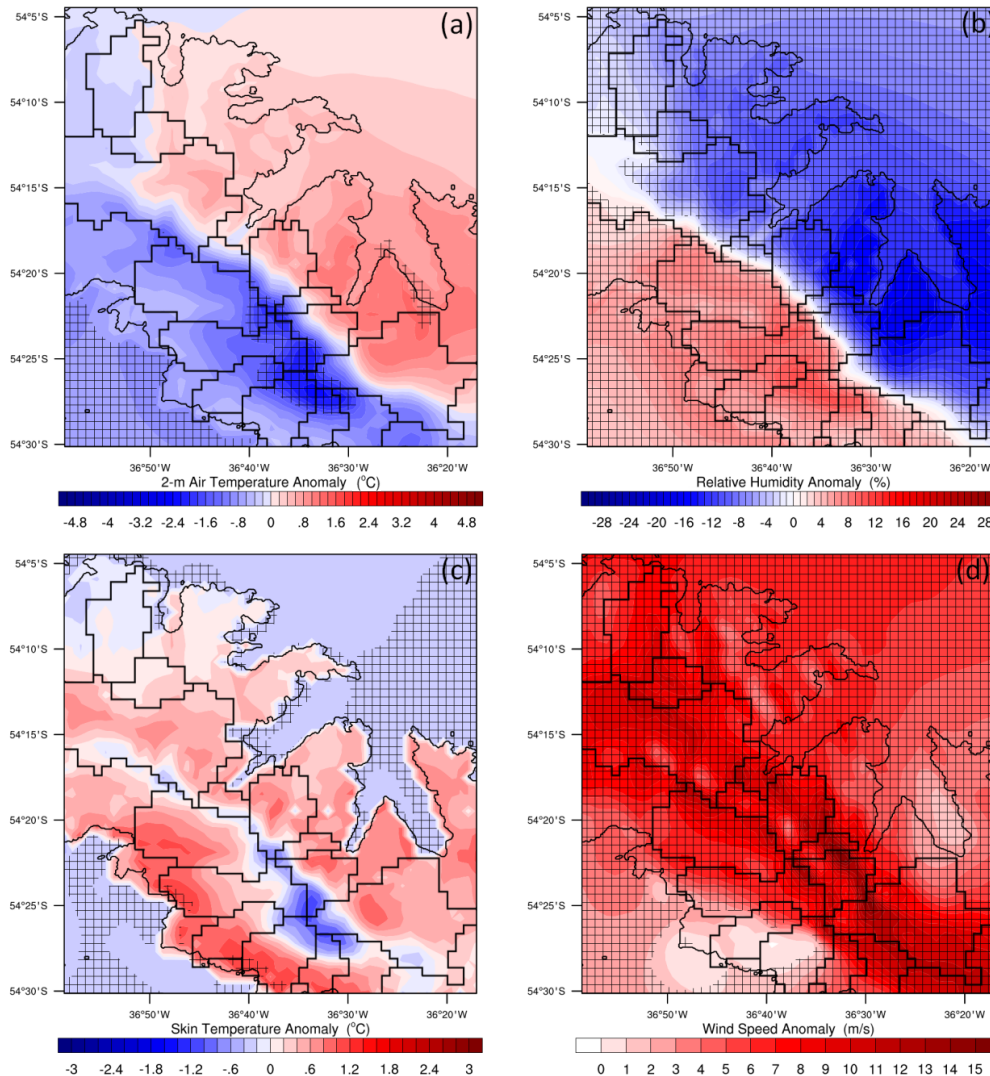 (a)
(b)
54°5'S
54°10'S
54°15'S
54°20'S
54°25'S
54°30'S
54°5'S
54°10'S
54°15'S
54°20'S
54°25'S
54°30'S
36°50'W 36°40'W 36°30'W 36°20'W
36°50'W 36°40'W 36°30'W 36°20'W
2-m Air Temperature Anomaly (°C)
Relative Humidity Anomaly (%)
-4.8 -4 -3.2 -2.4 -1.6 -.8 0 .8 1.6 2.4 3.2 4 4.8
-28 -24 -20 -16 -12 -8 -4 0 4 8 12 16 20 24 28
(c)
(d)
54°5'S
54°10'S
54°15'S
54°20'S
54°25'S
54°30'S
54°5'S
54°10'S
54°15'S
54°20'S
54°25'S
54°30'S
36°50'W 36°40'W 36°30'W 36°20'W
36°50'W 36°40'W 36°30'W 36°20'W
Skin Temperature Anomaly (°C)
Wind Speed Anomaly (m/s)
-3 -2.4 -1.8 -1.2 -.6 0 .6 1.2 1.8 2.4 3
0 1 2 3 4 5 6 7 8 9 10 11 12 13 14 15